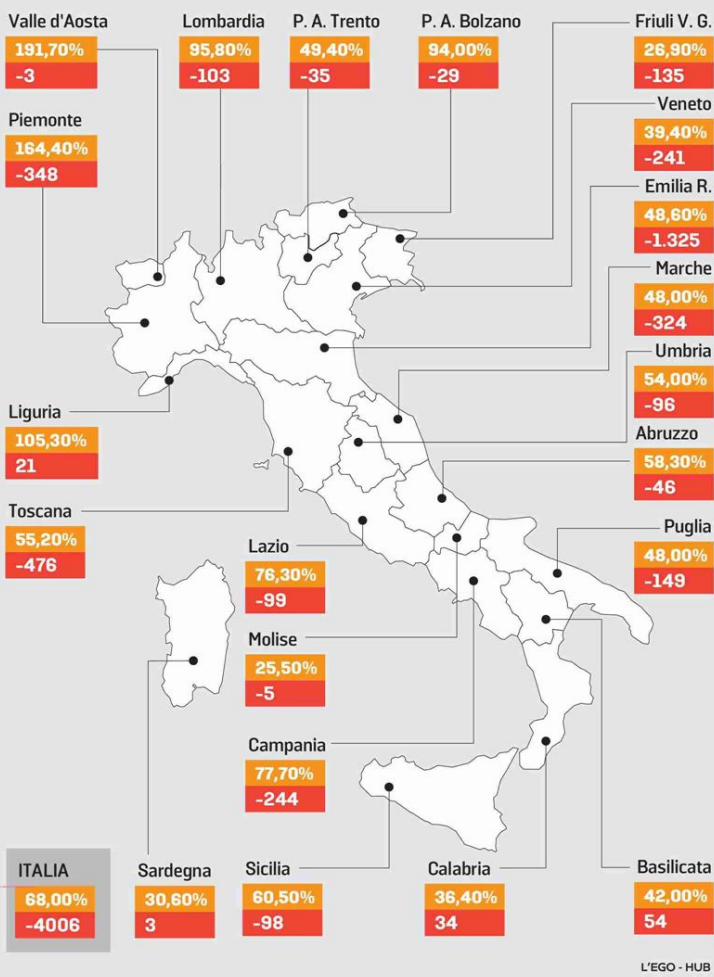 Valle d'Aosta
191,70%
-3
Lombardia
95,80%
-103
P. A. Trento
49,40%
-35
P. A. Bolzano
94,00%
-29
Friuli V. G.
26,90%
-135
Piemonte
164,40%
-348
Veneto
39,40%
-241
Emilia R.
48,60%
-1.325
Marche
48,00%
-324
Umbria
54,00%
-96
Liguria
105,30%
21
Abruzzo
58,30%
-46
Toscana
55,20%
-476
Lazio
76,30%
-99
Puglia
48,00%
-149
Molise
25,50%
-5
Campania
77,70%
-244
ITALIA
68,00%
-4006
Sardegna
30,60%
3
Sicilia
60,50%
-98
Calabria
36,40%
34
Basilicata
42,00%
54
L'EGO - HUB